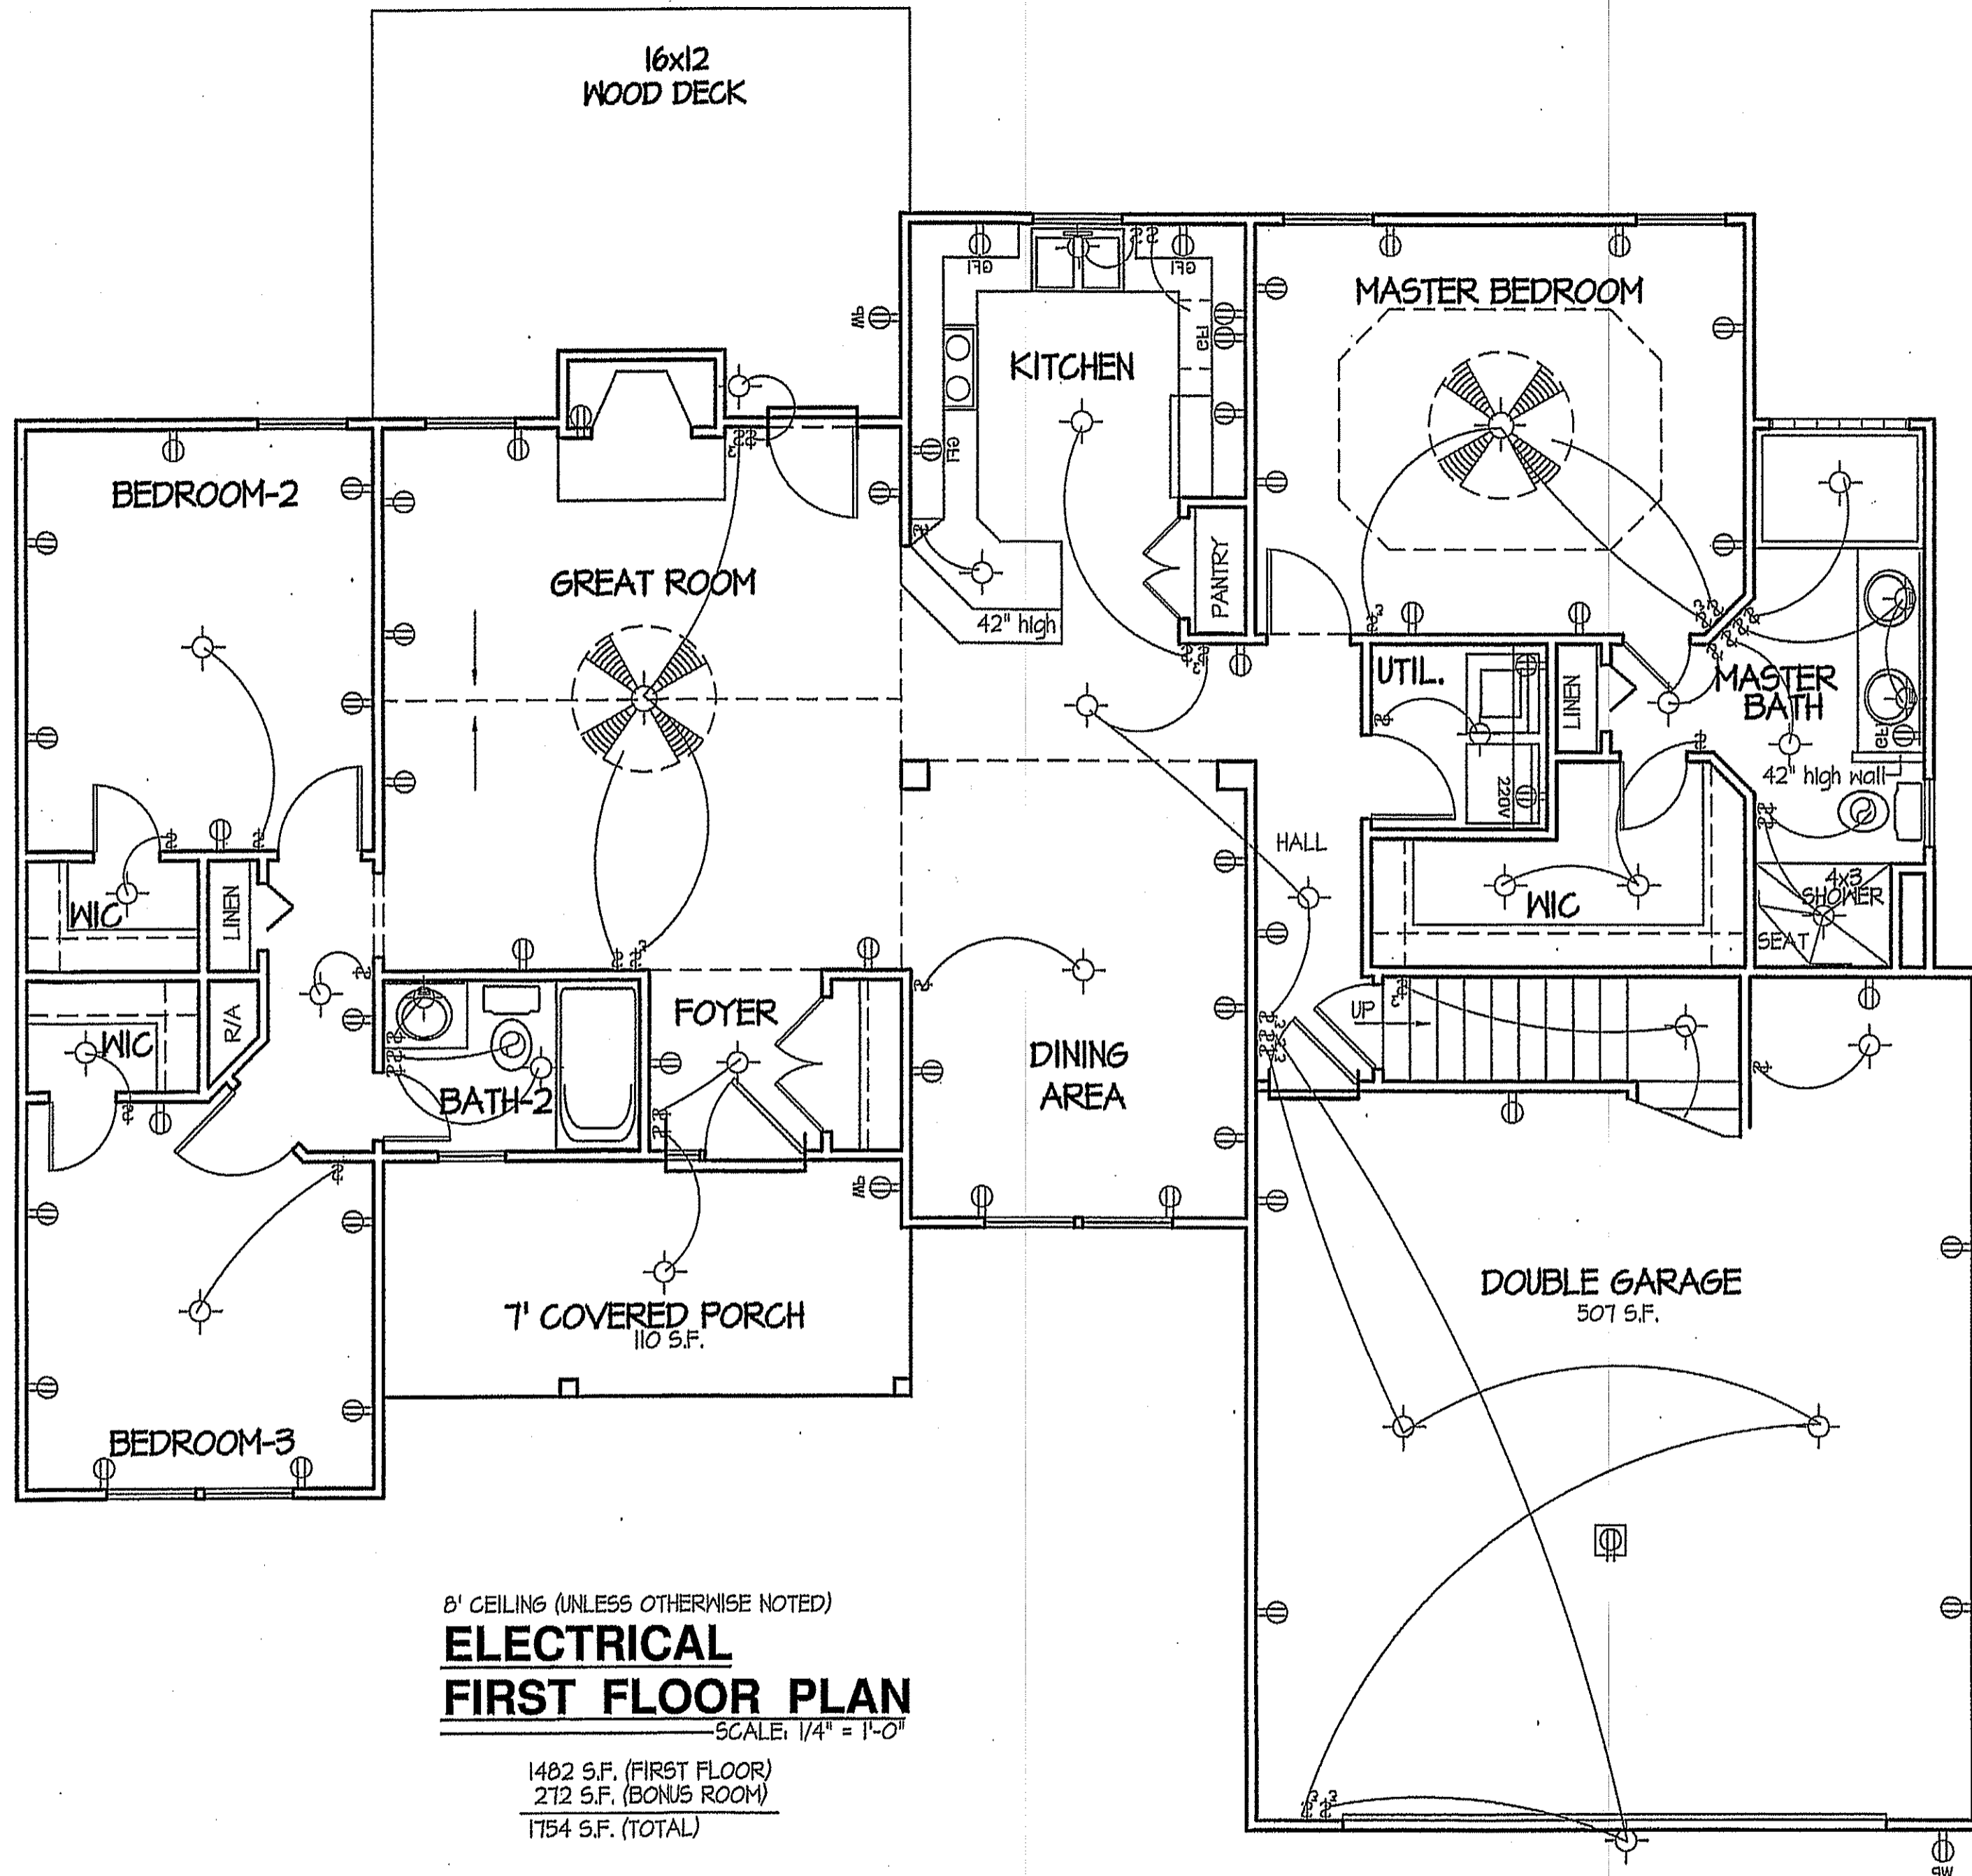 16x12
WOOD DECK
MASTER BEDROOM
KITCHEN
GFI
GFI
GFI
GFI
WP
BEDROOM-2
GREAT ROOM
42" high
PANTRY
UTIL.
LINEN
MASTER
BATH
GFI
42" high wall
220V
HALL
WIC
4x3
SHOWER
SEAT
WIC
LINEN
R/A
WIC
FOYER
BATH-2
UP
DINING
AREA
WP
7' COVERED PORCH
110 S.F.
DOUBLE GARAGE
507 S.F.
BEDROOM-3
8' CEILING (UNLESS OTHERWISE NOTED)
ELECTRICAL
FIRST FLOOR PLAN
SCALE: 1/4" = 1'-0"
1482 S.F. (FIRST FLOOR)
272 S.F. (BONUS ROOM)
1754 S.F. (TOTAL)
WP